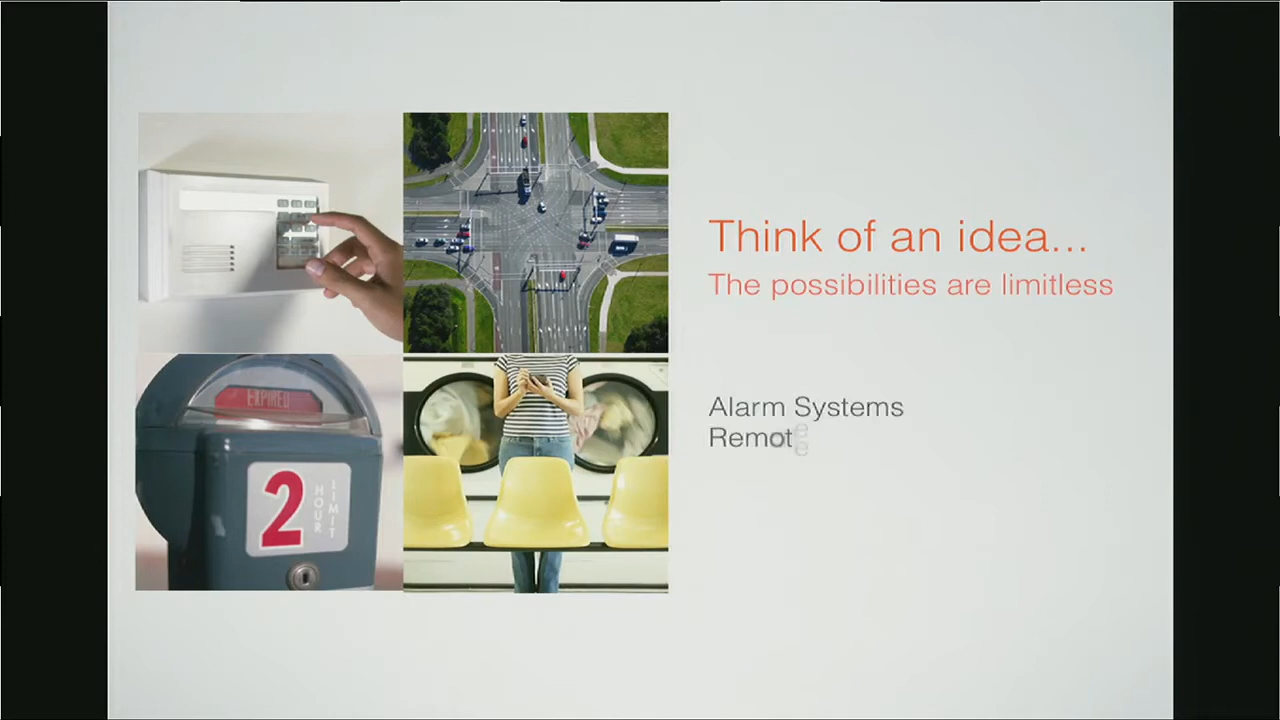 Think of an idea...
The possibilities are limitless
Alarm Systems
Remot
EXPIRED
2
HOUR
LIMIT